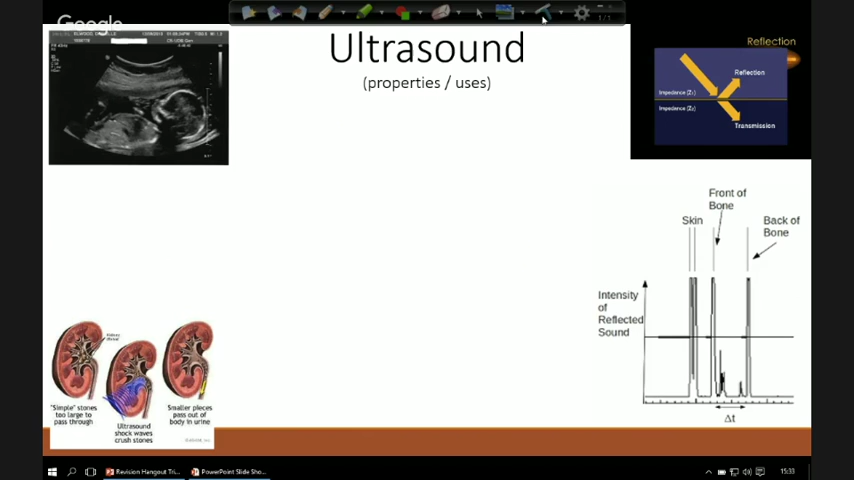 Google
1/1
Ultrasound
(properties / uses)
Reflection
Reflection
Impedance (Z₁)
Impedance (Z₂)
Transmission
Front of
Bone
Skin
Back of
Bone
Intensity
of
Reflected
Sound
Δt
"Simple" stones
too large to
pass through
Ultrasound
shock waves
crush stones
Smaller pieces
pass out of
body in urine
Revision Hangout Tri...
PowerPoint Slide Sho...
15:33